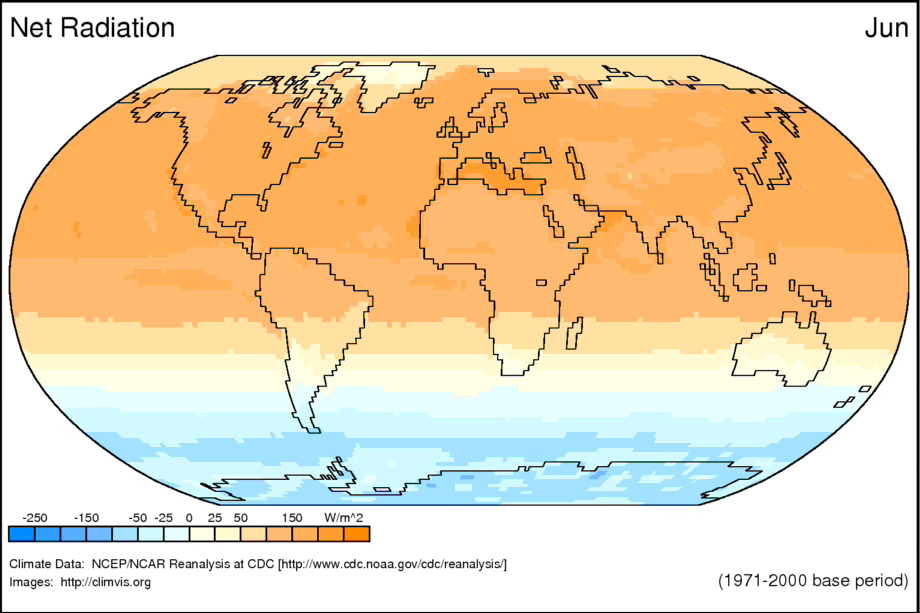 Net Radiation
Jun
-250 -150 -50 -25 0 25 50 150 W/m^2
Climate Data: NCEP/NCAR Reanalysis at CDC [http://www.cdc.noaa.gov/cdc/reanalysis/]
Images: http://climvis.org
(1971-2000 base period)